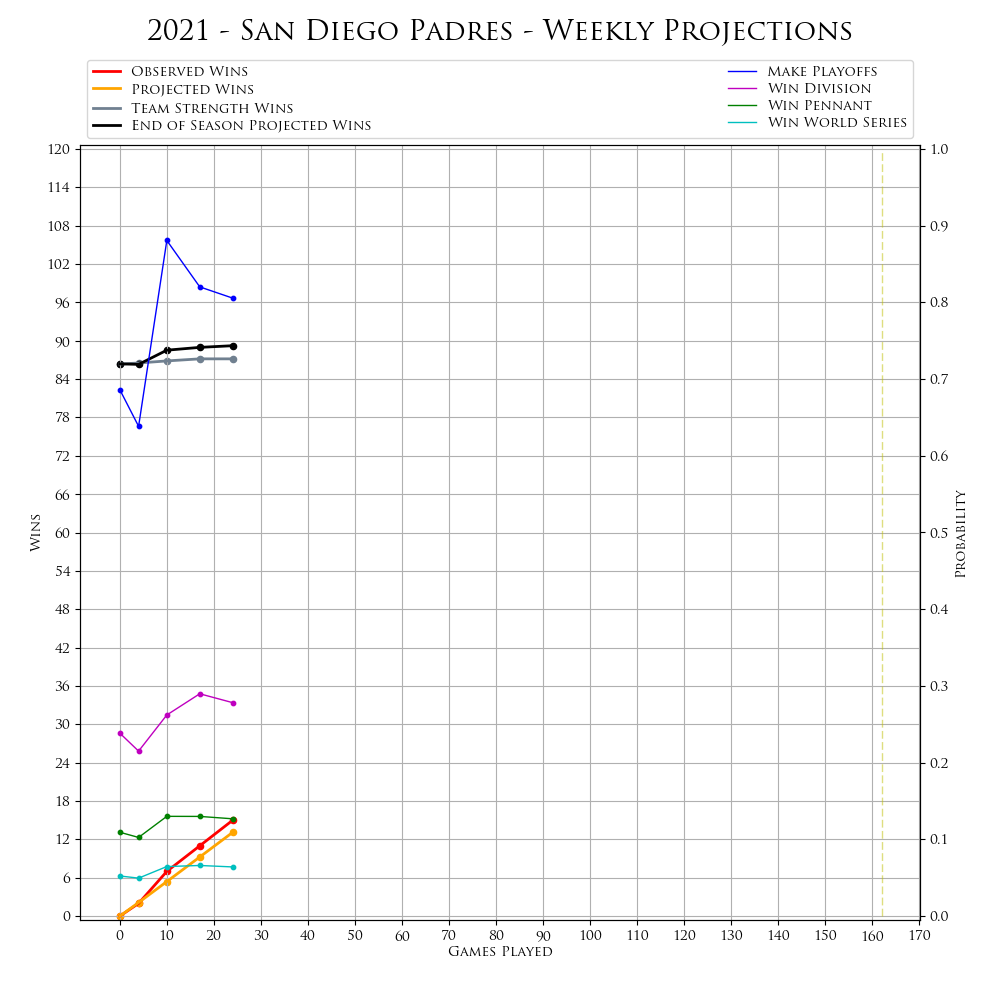 2021 - San Diego Padres - Weekly Projections
Observed Wins
Projected Wins
Team Strength Wins
End of Season Projected Wins
Make Playoffs
Win Division
Win Pennant
Win World Series
120
114
108
102
96
90
84
78
72
66
60
54
48
42
36
30
24
18
12
6
0
Wins
1.0
0.9
0.8
0.7
0.6
0.5
0.4
0.3
0.2
0.1
0.0
Probability
0 10 20 30 40 50 60 70 80 90 100 110 120 130 140 150 160 170
Games Played